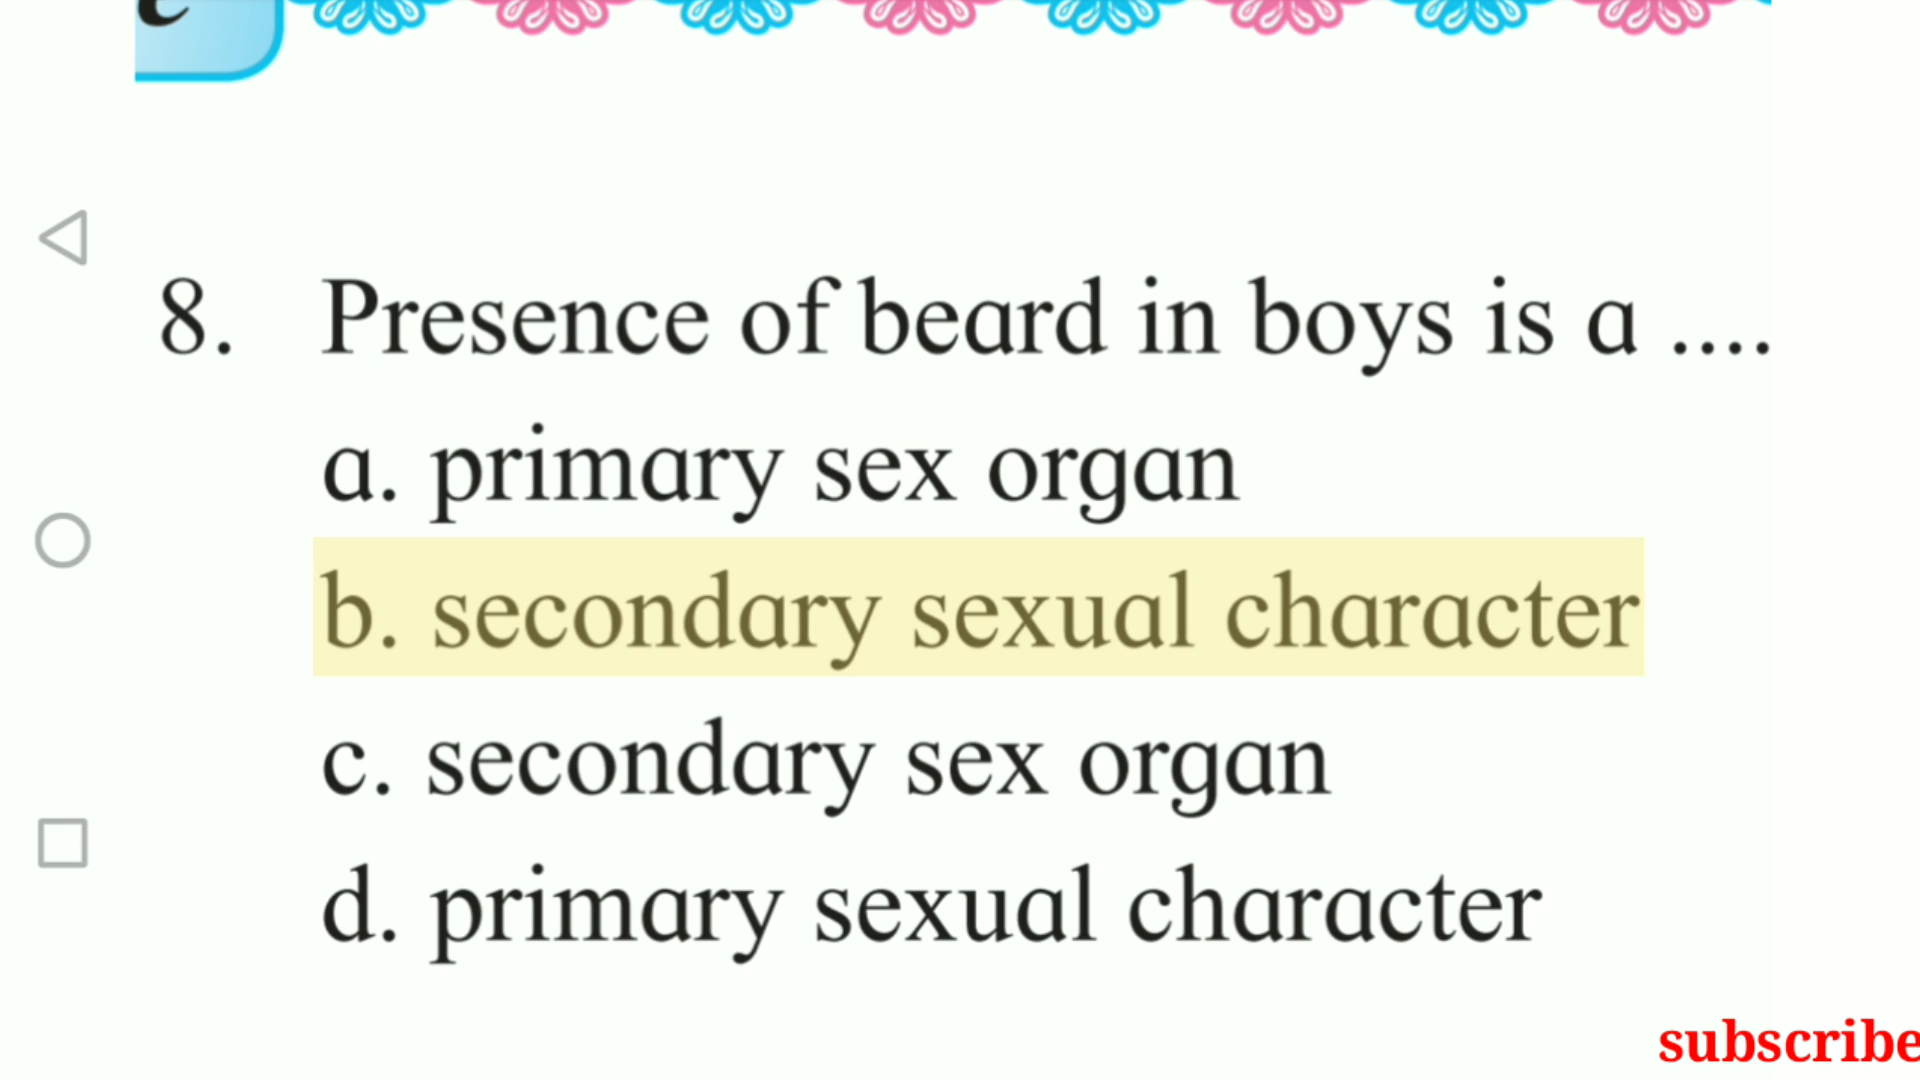 8. Presence of beard in boys is a ....
a. primary sex organ
b. secondary sexual character
c. secondary sex organ
d. primary sexual character
subscribe